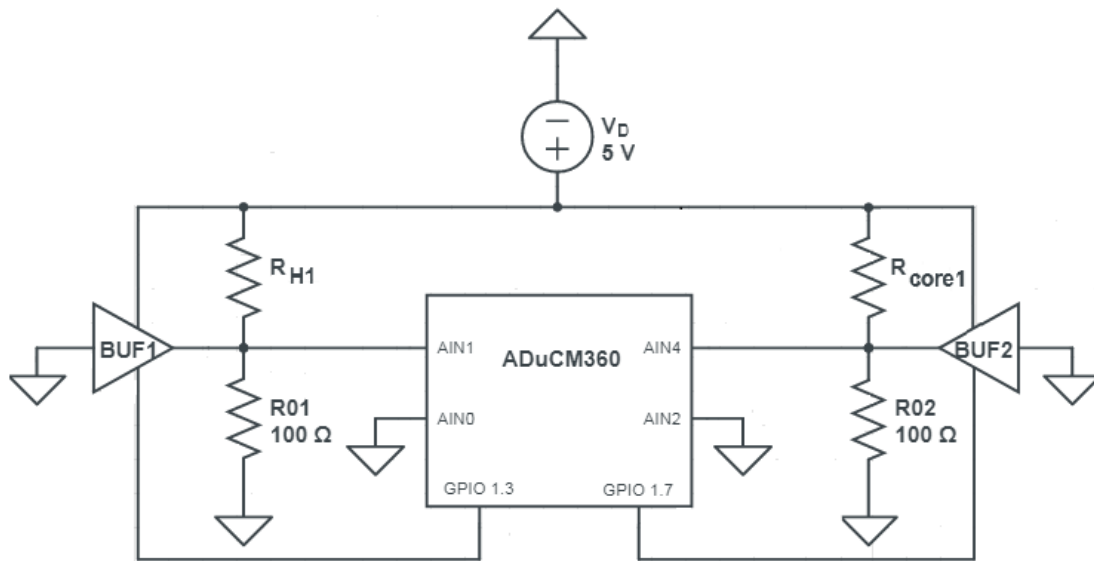 −
+
V_D
5 V
R_H1
R_core1
BUF1
AIN1
ADuCM360
AIN4
BUF2
R01
100 Ω
AIN0
AIN2
R02
100 Ω
GPIO 1.3
GPIO 1.7